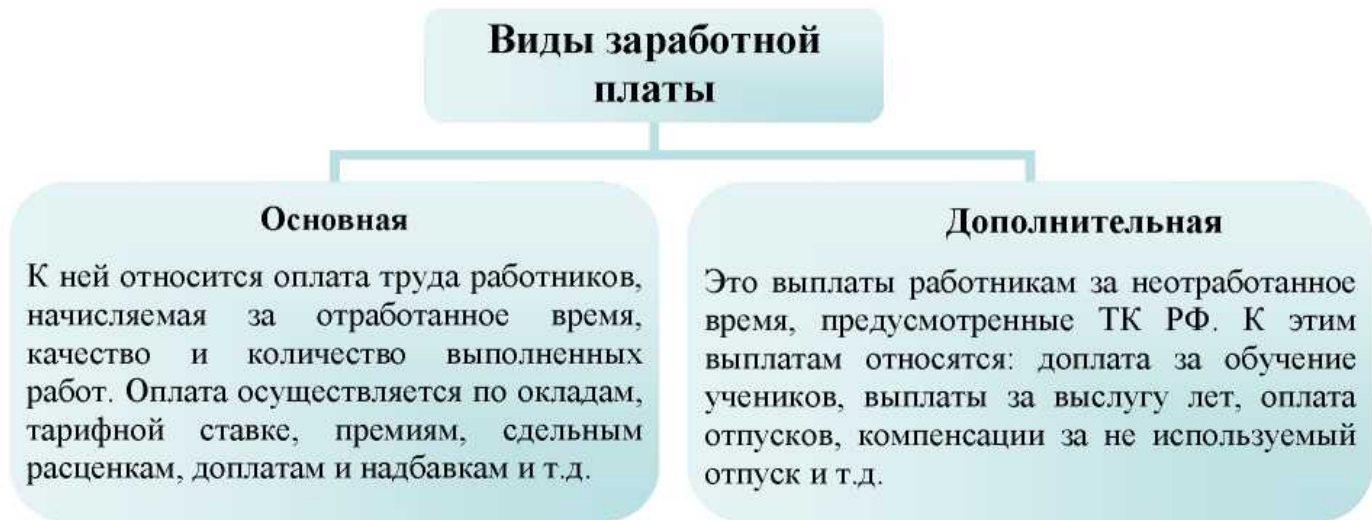 Виды заработной
платы
Основная
К ней относится оплата труда работников,
начисляемая за отработанное время,
качество и количество выполненных
работ. Оплата осуществляется по окладам,
тарифной ставке, премиям, сдельным
расценкам, доплатам и надбавкам и т.д.
Дополнительная
Это выплаты работникам за неотработанное
время, предусмотренные ТК РФ. К этим
выплатам относятся: доплата за обучение
учеников, выплаты за выслугу лет, оплата
отпусков, компенсации за не используемый
отпуск и т.д.